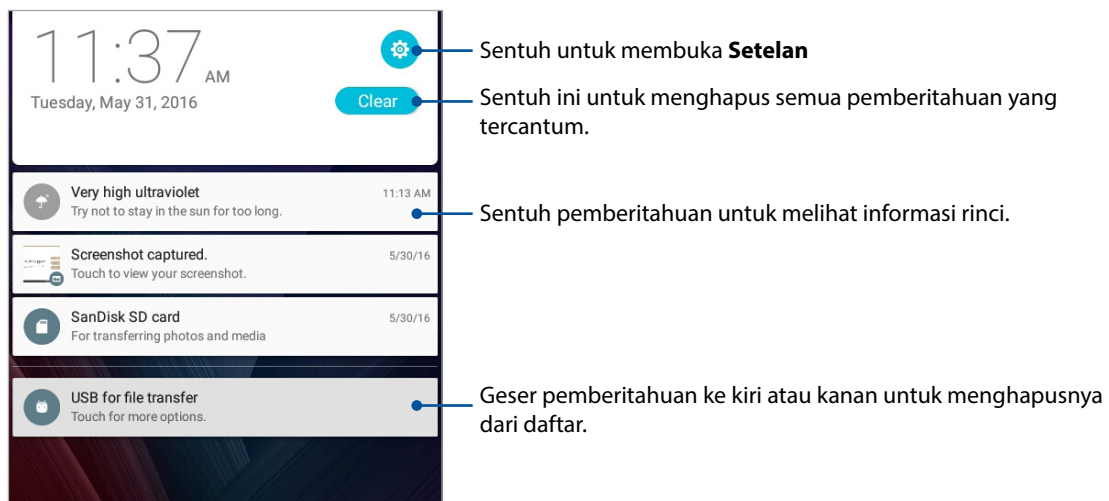 11:37 AM
Tuesday, May 31, 2016
Clear
Sentuh untuk membuka Setelan
Sentuh ini untuk menghapus semua pemberitahuan yang
tercantum.
Very high ultraviolet 11:13 AM
Try not to stay in the sun for too long.
Sentuh pemberitahuan untuk melihat informasi rinci.
Screenshot captured. 5/30/16
Touch to view your screenshot.
SanDisk SD card 5/30/16
For transferring photos and media
USB for file transfer
Touch for more options.
Geser pemberitahuan ke kiri atau kanan untuk menghapusnya
dari daftar.